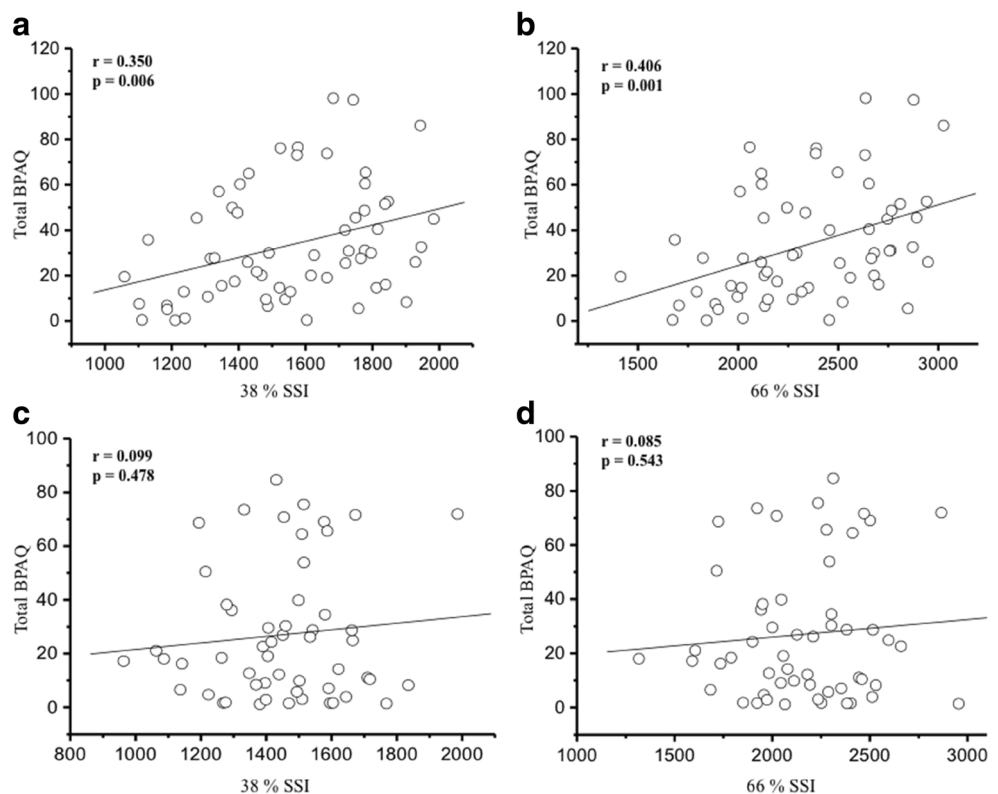 a
r = 0.350
p = 0.006
120
100
80
60
40
20
0
Total BPAQ
1000 1200 1400 1600 1800 2000
38 % SSI
b
r = 0.406
p = 0.001
120
100
80
60
40
20
0
Total BPAQ
1500 2000 2500 3000
66 % SSI
c
r = 0.099
p = 0.478
100
80
60
40
20
0
Total BPAQ
800 1000 1200 1400 1600 1800 2000
38 % SSI
d
r = 0.085
p = 0.543
100
80
60
40
20
0
Total BPAQ
1000 1500 2000 2500 3000
66 % SSI